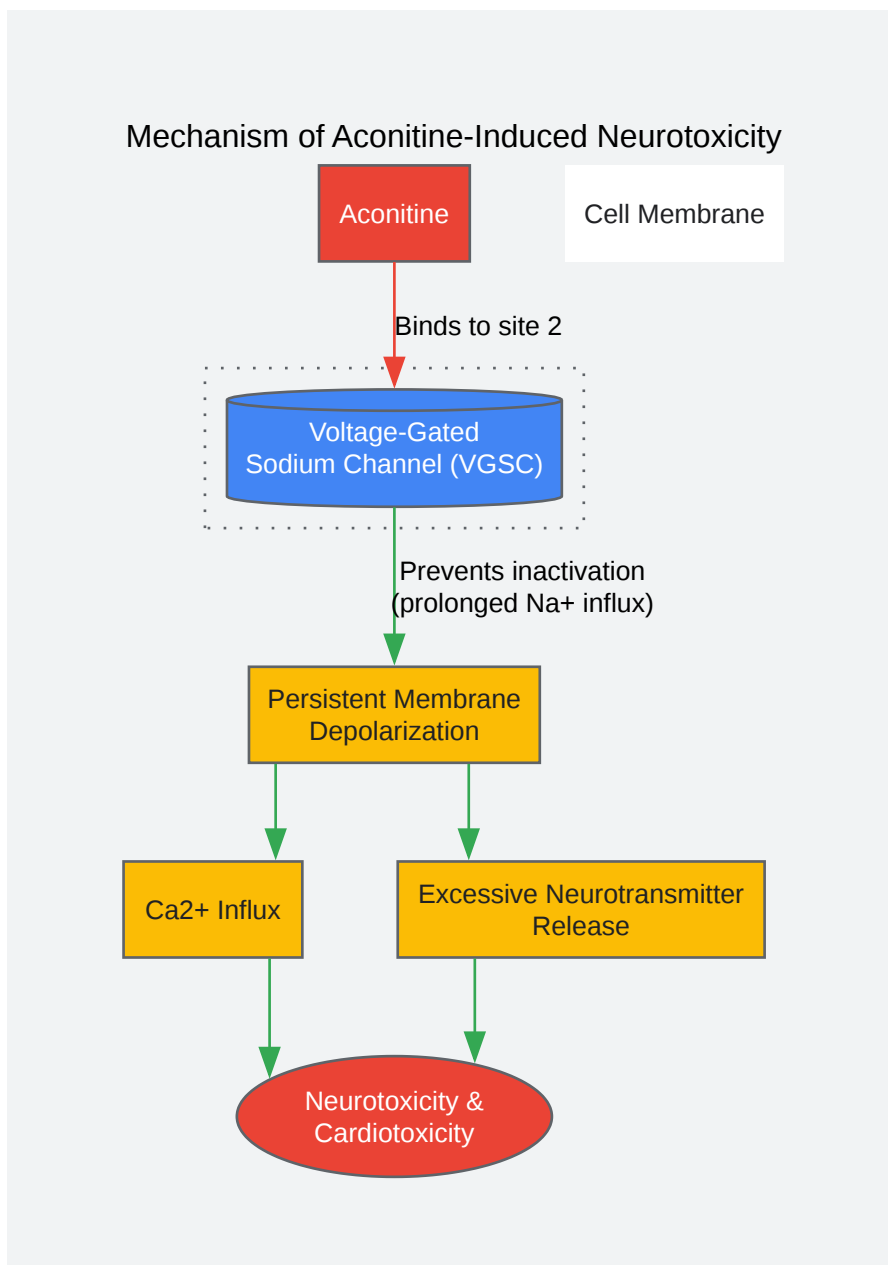 Mechanism of Aconitine-Induced Neurotoxicity
Aconitine
Cell Membrane
Binds to site 2
Voltage-Gated
Sodium Channel (VGSC)
Prevents inactivation
(prolonged Na+ influx)
Persistent Membrane
Depolarization
Ca2+ Influx
Excessive Neurotransmitter
Release
Neurotoxicity &
Cardiotoxicity